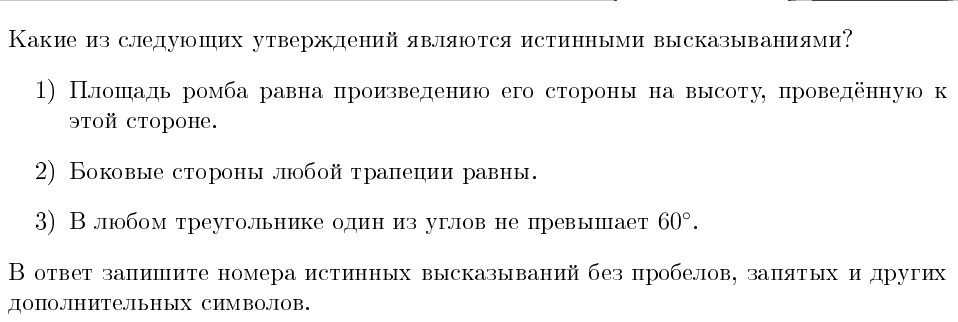 Какие из следующих утверждений являются истинными высказываниями?
1) Площадь ромба равна произведению его стороны на высоту, проведённую к
этой стороне.
2) Боковые стороны любой трапеции равны.
3) В любом треугольнике один из углов не превышает 60°.
В ответ запишите номера истинных высказываний без пробелов, запятых и других
дополнительных символов.